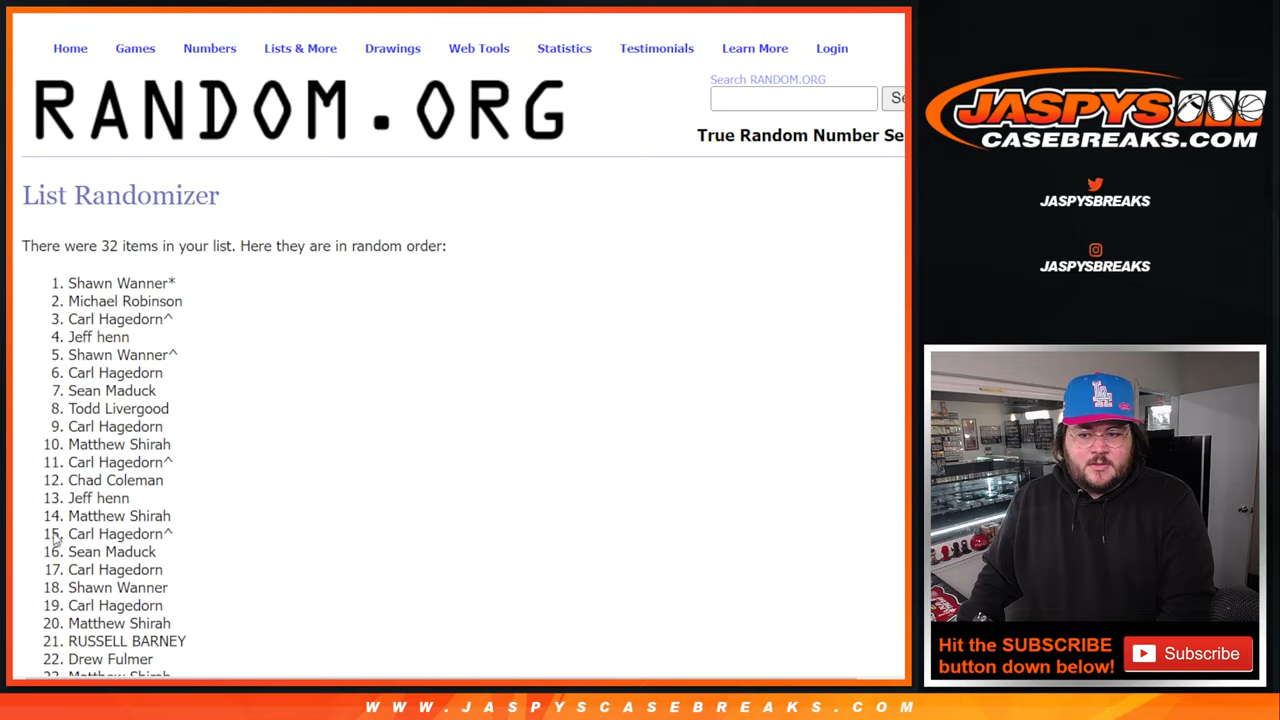 Home Games Numbers Lists & More Drawings Web Tools Statistics Testimonials Learn More Login
Search RANDOM.ORG
RANDOM.ORG
True Random Number Se
List Randomizer
There were 32 items in your list. Here they are in random order:
1. Shawn Wanner*
2. Michael Robinson
3. Carl Hagedorn^
4. Jeff henn
5. Shawn Wanner^
6. Carl Hagedorn
7. Sean Maduck
8. Todd Livergood
9. Carl Hagedorn
10. Matthew Shirah
11. Carl Hagedorn^
12. Chad Coleman
13. Jeff henn
14. Matthew Shirah
15. Carl Hagedorn^
16. Sean Maduck
17. Carl Hagedorn
18. Shawn Wanner
19. Carl Hagedorn
20. Matthew Shirah
21. RUSSELL BARNEY
22. Drew Fulmer
23. Matthew Shirah
JASPYS
CASEBREAKS.COM
JASPYSBREAKS
JASPYSBREAKS
LA
Hit the SUBSCRIBE
button down below!
Subscribe
WWW.JASPYSCASEBREAKS.COM